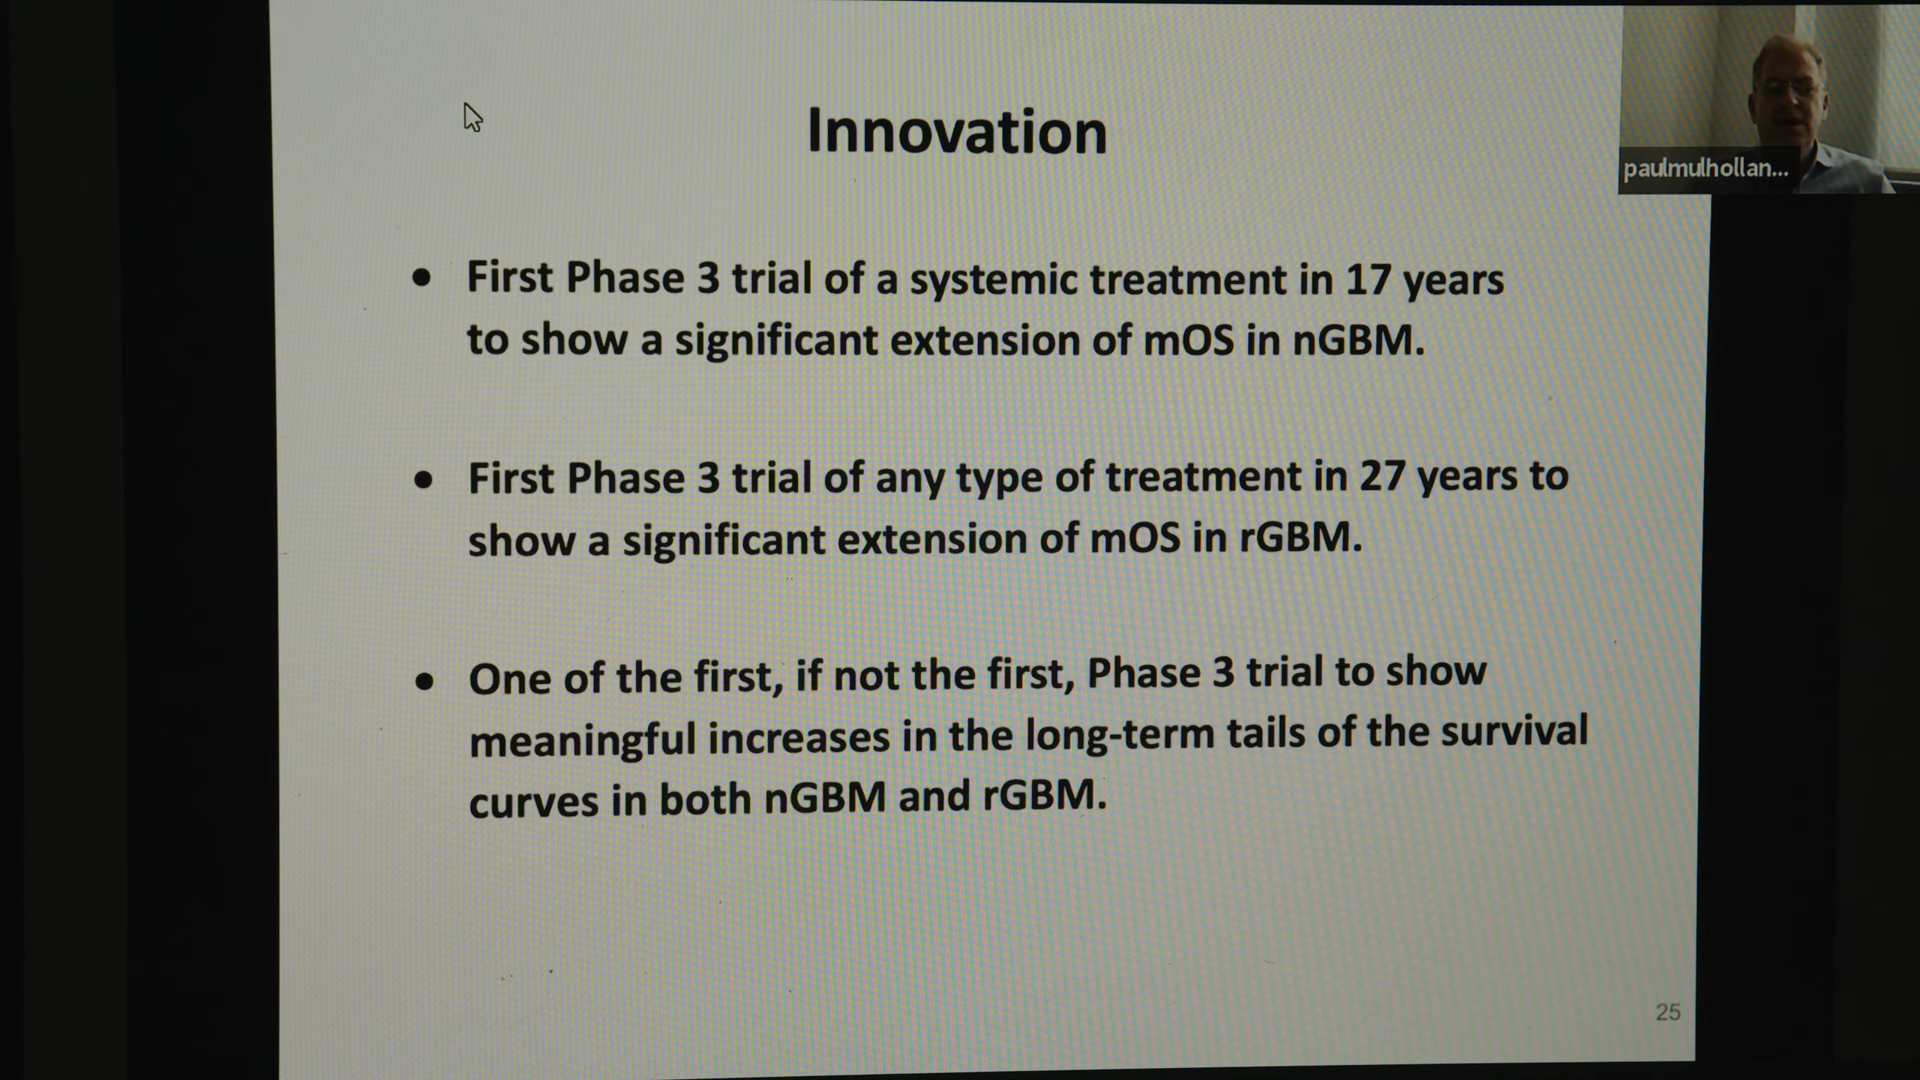 Innovation
paulmulhollan...
• First Phase 3 trial of a systemic treatment in 17 years
to show a significant extension of mOS in nGBM.
• First Phase 3 trial of any type of treatment in 27 years to
show a significant extension of mOS in rGBM.
• One of the first, if not the first, Phase 3 trial to show
meaningful increases in the long-term tails of the survival
curves in both nGBM and rGBM.
25